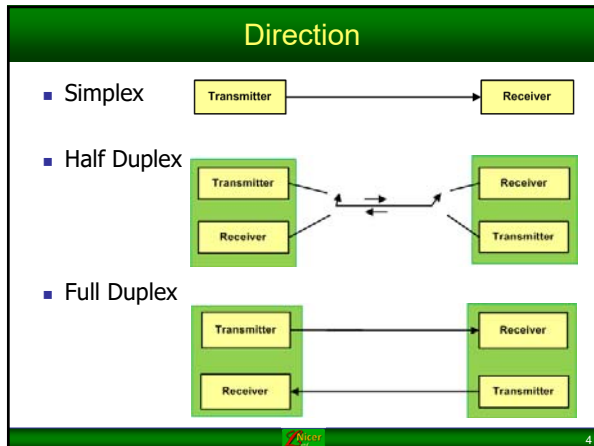 Direction
Simplex
Transmitter
Receiver
Half Duplex
Transmitter
Receiver
Receiver
Transmitter
Full Duplex
Transmitter
Receiver
Receiver
Transmitter
Nicer
4